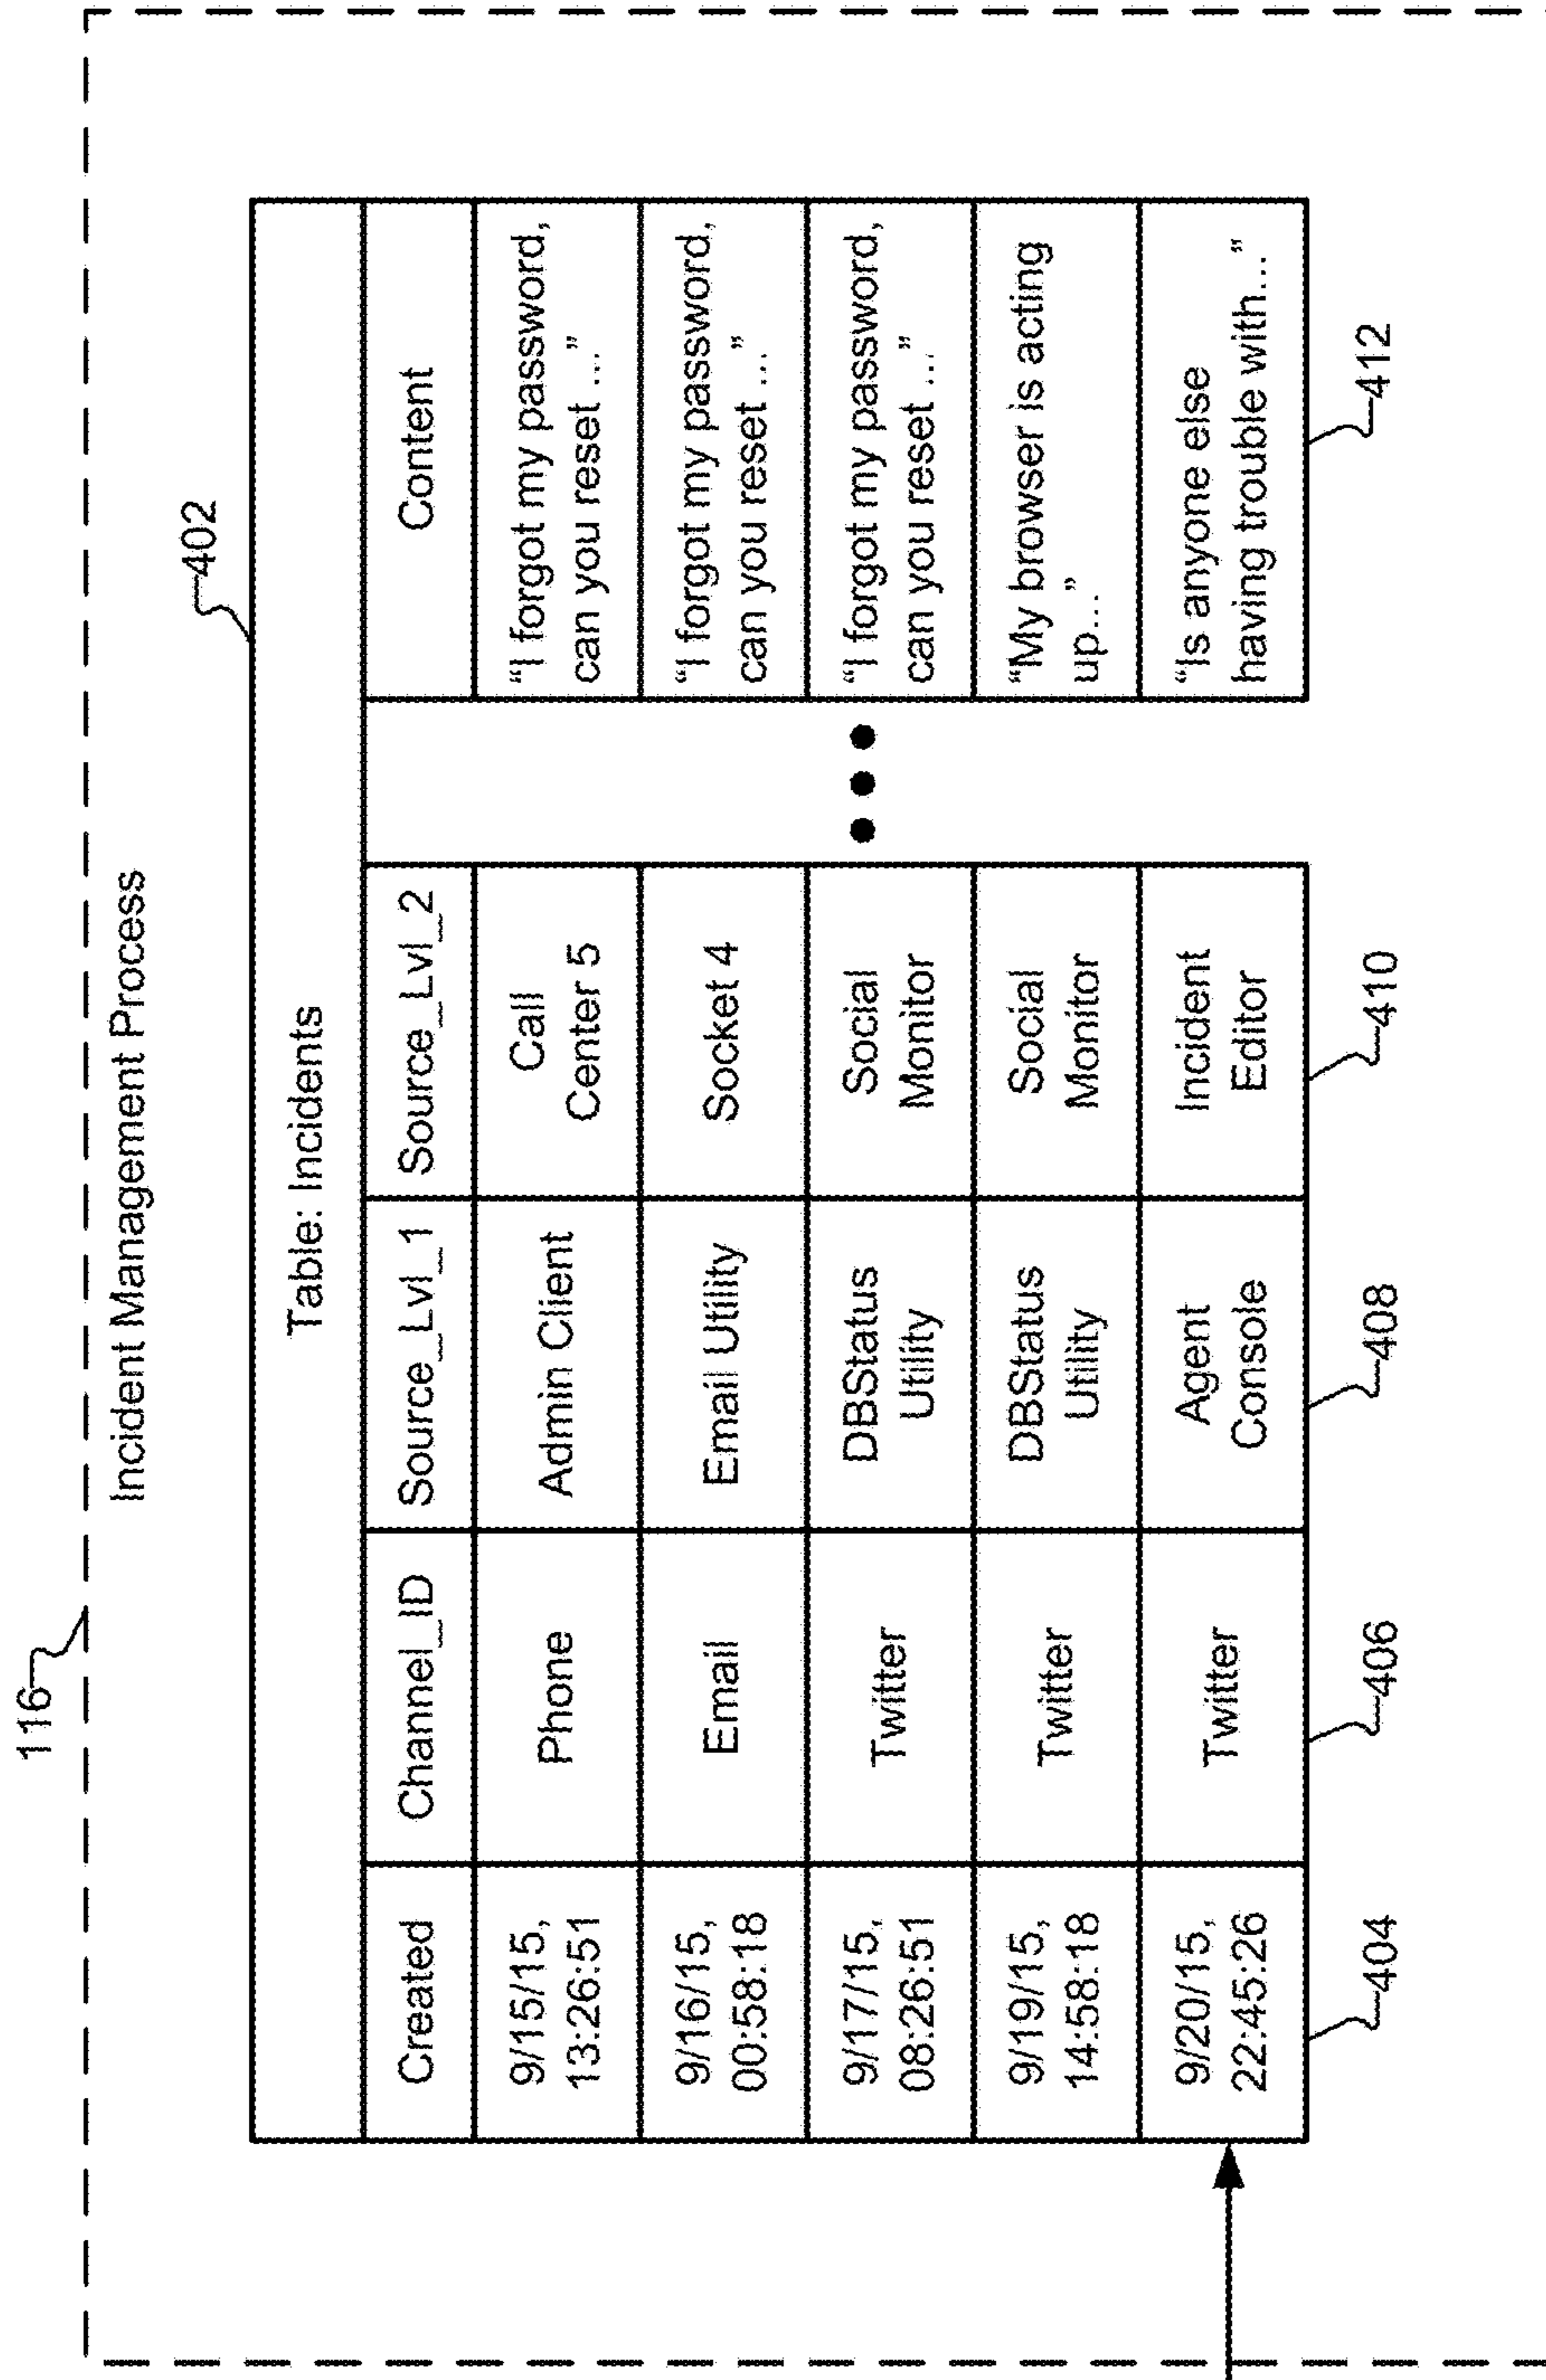 116
Incident Management Process
402
Table: Incidents
Created
Channel_ID
Source_Lvl_1
Source_Lvl_2
Content
9/15/15,
13:26:51
Phone
Admin Client
Call
Center 5
“I forgot my password,
can you reset ...”
9/16/15,
00:58:18
Email
Email Utility
Socket 4
“I forgot my password,
can you reset ...”
9/17/15,
08:26:51
Twitter
DBStatus
Utility
Social
Monitor
“I forgot my password,
can you reset ...”
9/19/15,
14:58:18
Twitter
DBStatus
Utility
Social
Monitor
“My browser is acting
up...”
9/20/15,
22:45:26
Twitter
Agent
Console
Incident
Editor
“Is anyone else
having trouble with...”
404
406
408
410
412